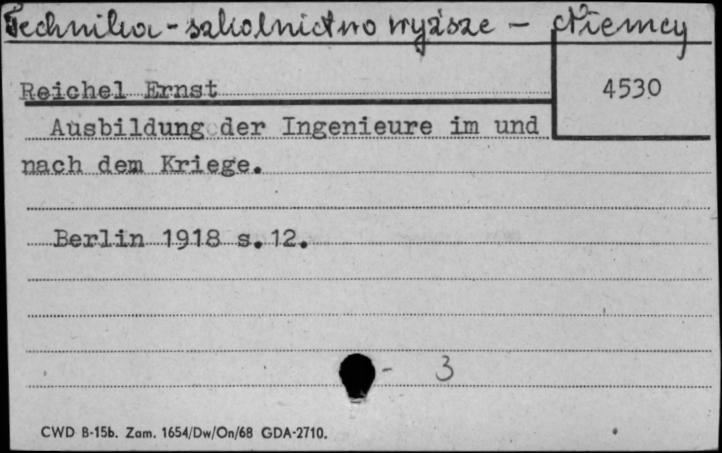 Technika - szkolnictwo wyższe - Niemcy
Reichel Ernst
4530
Ausbildung der Ingenieure im und
nach dem Kriege.
Berlin 1918 s.12.
- 3
CWD B-15b. Zam. 1654/Dw/On/68 GDA-2710.